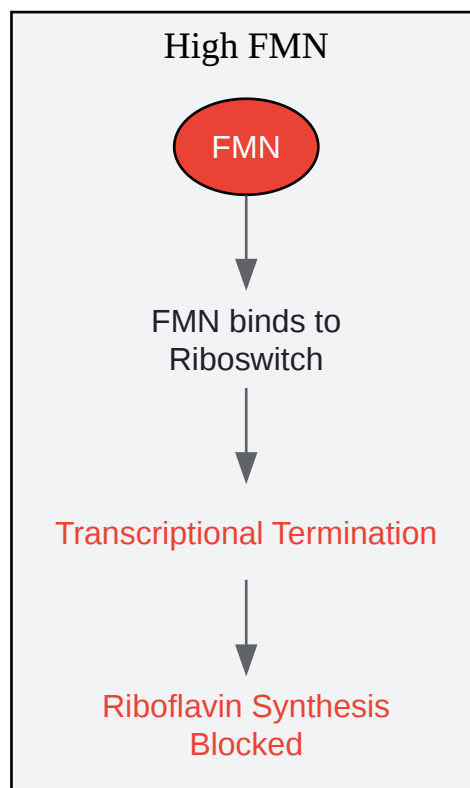 High FMN
FMN
FMN binds to
Riboswitch
Transcriptional Termination
Riboflavin Synthesis
Blocked